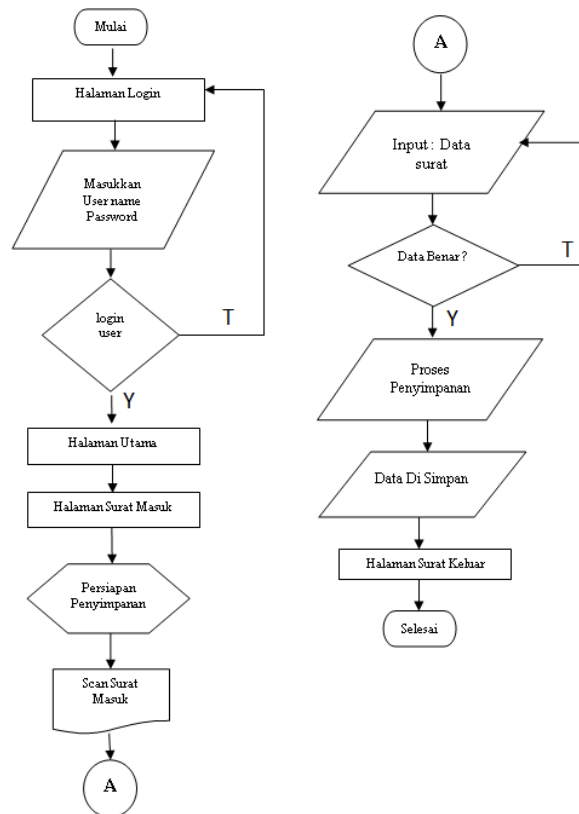 Mulai
Halaman Login
Masukkan
User name
Password
login
user
T
Y
Halaman Utama
Halaman Surat Masuk
Persiapan
Penyimpanan
Scan Surat
Masuk
A
A
Input : Data
surat
Data Benar ?
T
Y
Proses
Penyimpanan
Data Di Simpan
Halaman Surat Keluar
Selesai